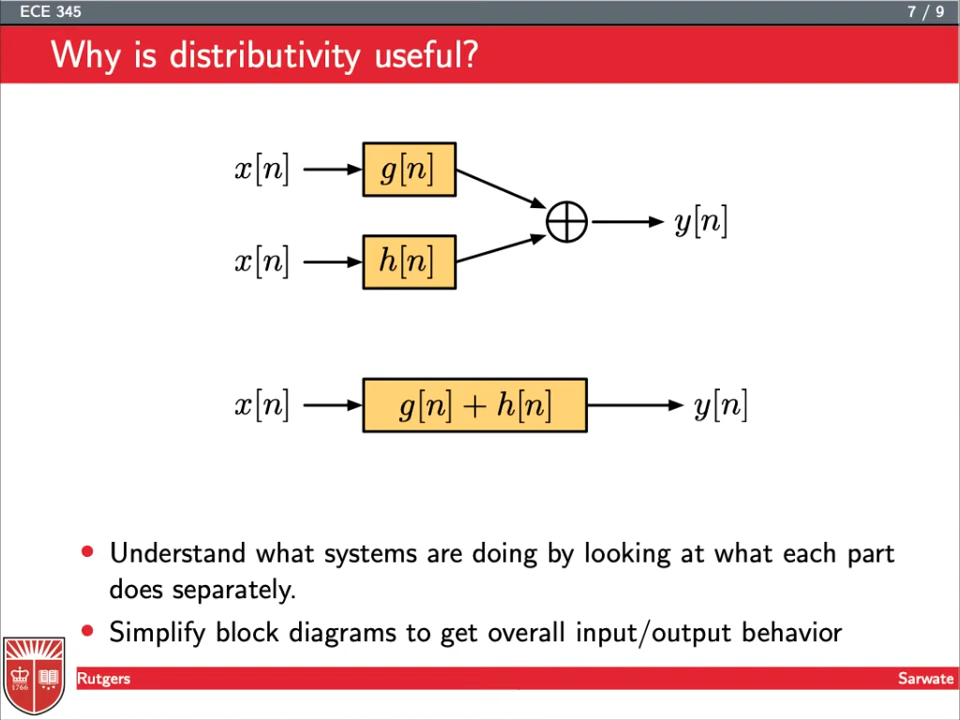 ECE 345
7 / 9
Why is distributivity useful?
x[n]
g[n]
y[n]
x[n]
h[n]
x[n]
g[n] + h[n]
y[n]
• Understand what systems are doing by looking at what each part
does separately.
• Simplify block diagrams to get overall input/output behavior
1766
Rutgers
Sarwate